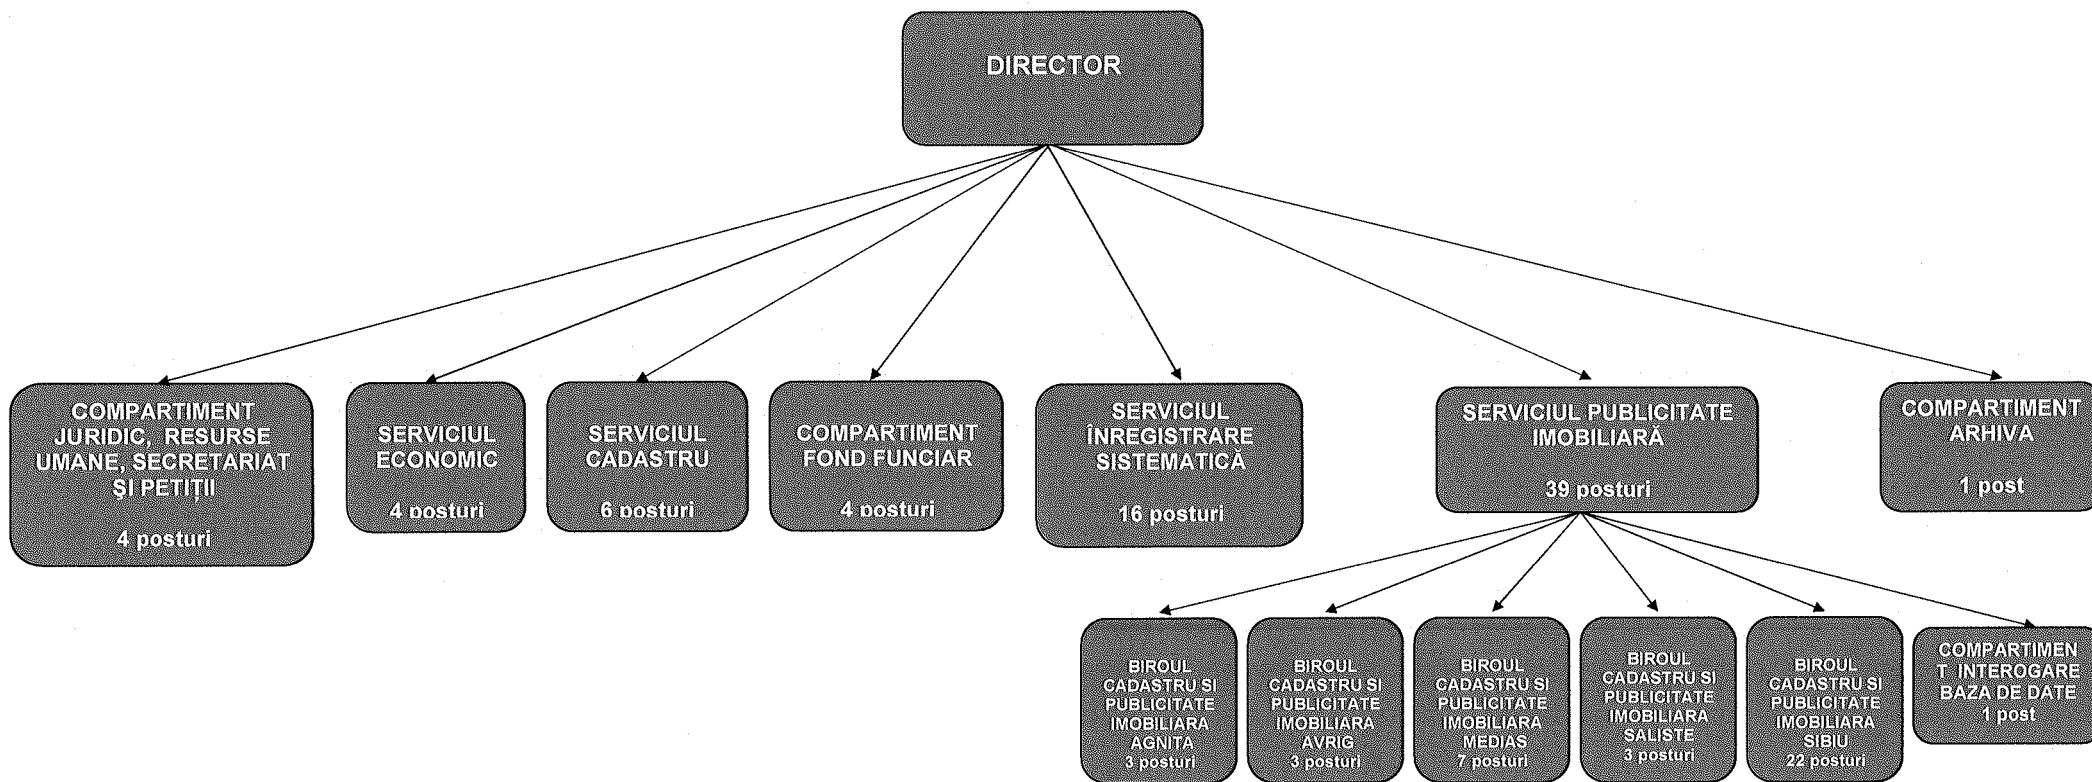 DIRECTOR
COMPARTIMENT
JURIDIC, RESURSE
UMANE, SECRETARIAT
ŞI PETIȚII
4 posturi
SERVICIUL
ECONOMIC
4 posturi
SERVICIUL
CADASTRU
6 posturi
COMPARTIMENT
FOND FUNCIAR
4 posturi
SERVICIUL
ÎNREGISTRARE
SISTEMATICĂ
16 posturi
SERVICIUL PUBLICITATE
IMOBILIARĂ
39 posturi
COMPARTIMENT
ARHIVA
1 post
BIROUL
CADASTRU SI
PUBLICITATE
IMOBILIARA
AGNITA
3 posturi
BIROUL
CADASTRU SI
PUBLICITATE
IMOBILIARA
AVRIG
3 posturi
BIROUL
CADASTRU SI
PUBLICITATE
IMOBILIARA
MEDIAS
7 posturi
BIROUL
CADASTRU SI
PUBLICITATE
IMOBILIARA
SALISTE
3 posturi
BIROUL
CADASTRU SI
PUBLICITATE
IMOBILIARA
SIBIU
22 posturi
COMPARTIMEN
T INTEROGARE
BAZA DE DATE
1 post